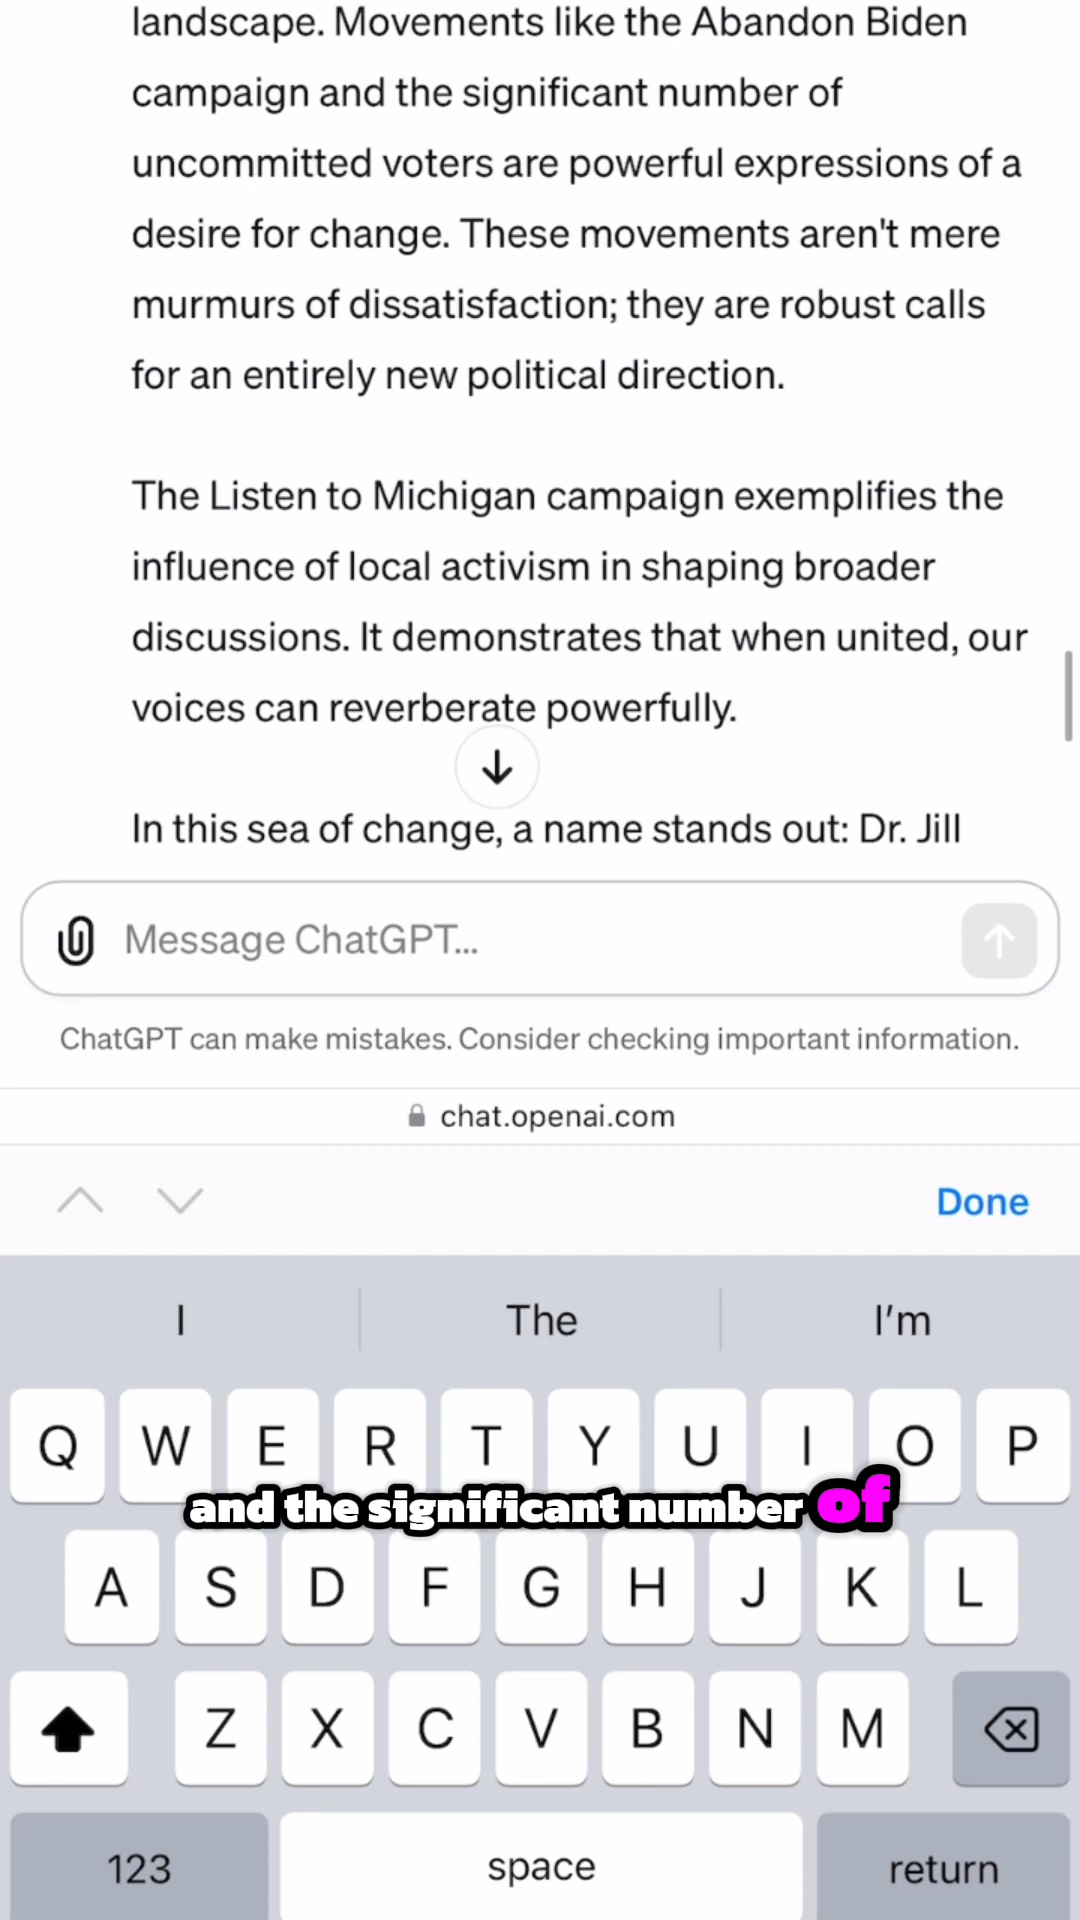 landscape. Movements like the Abandon Biden
campaign and the significant number of
uncommitted voters are powerful expressions of a
desire for change. These movements aren't mere
murmurs of dissatisfaction; they are robust calls
for an entirely new political direction.
The Listen to Michigan campaign exemplifies the
influence of local activism in shaping broader
discussions. It demonstrates that when united, our
voices can reverberate powerfully.
In this sea of change, a name stands out: Dr. Jill
Message ChatGPT...
ChatGPT can make mistakes. Consider checking important information.
chat.openai.com
Done
I The I'm
Q W E R T Y U I O P
and the significant number of
A S D F G H J K L
Z X C V B N M
123 space return